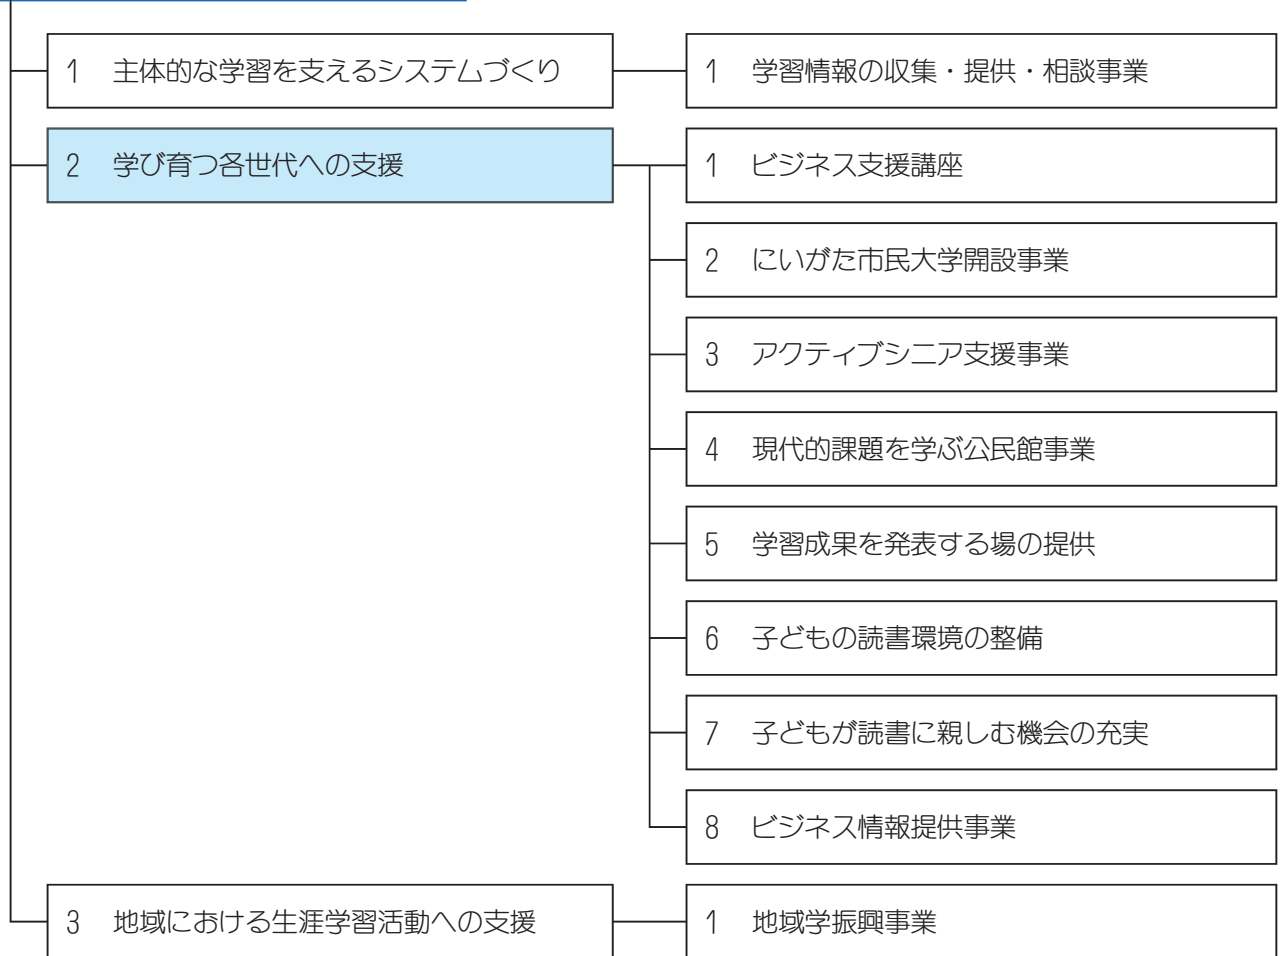 1 主体的な学習を支えるシステムづくり
1 学習情報の収集・提供・相談事業
2 学び育つ各世代への支援
1 ビジネス支援講座
2 にいがた市民大学開設事業
3 アクティブシニア支援事業
4 現代的課題を学ぶ公民館事業
5 学習成果を発表する場の提供
6 子どもの読書環境の整備
7 子どもが読書に親しむ機会の充実
8 ビジネス情報提供事業
3 地域における生涯学習活動への支援
1 地域学振興事業